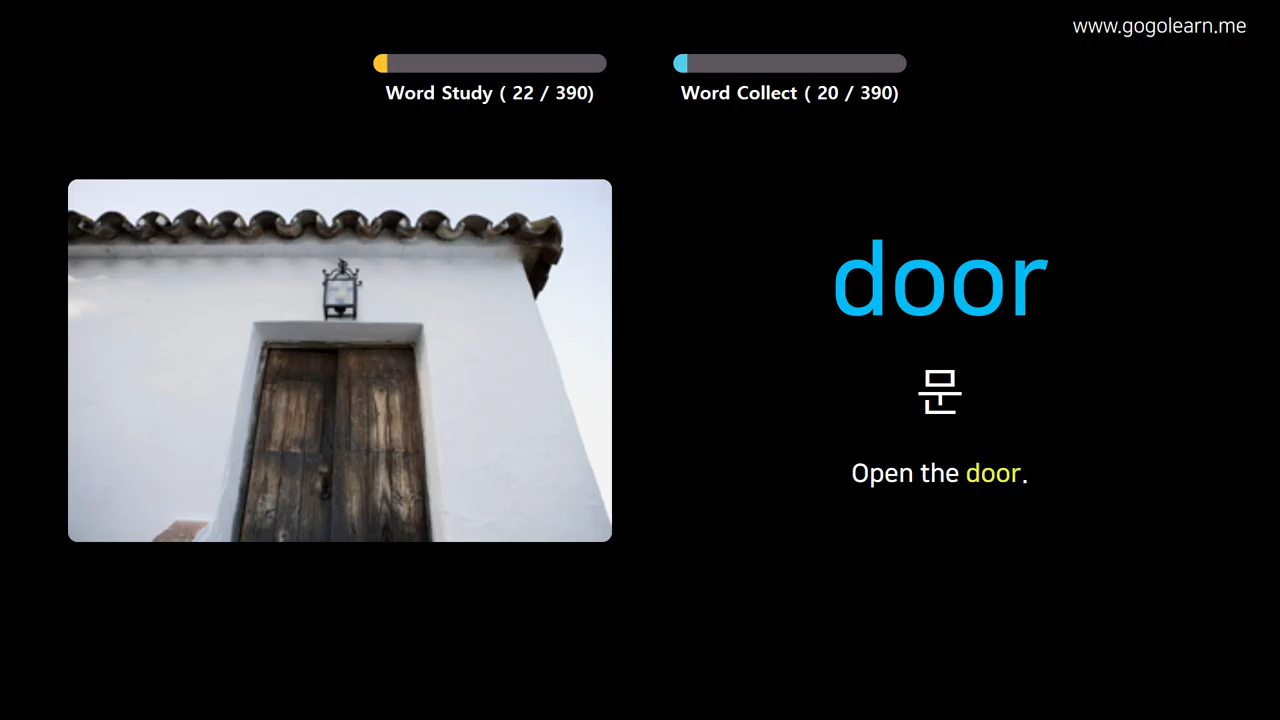 www.gogolearn.me
Word Study ( 22 / 390)
Word Collect ( 20 / 390)
door
문
Open the door.